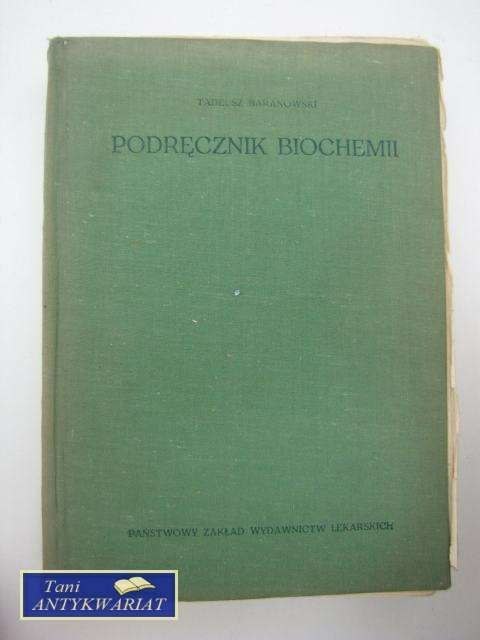 TADEUSZ BARANOWSKI
PODRĘCZNIK BIOCHEMII
PAŃSTWOWY ZAKŁAD WYDAWNICTW LEKARSKICH
Tani
ANTYKWARIAT